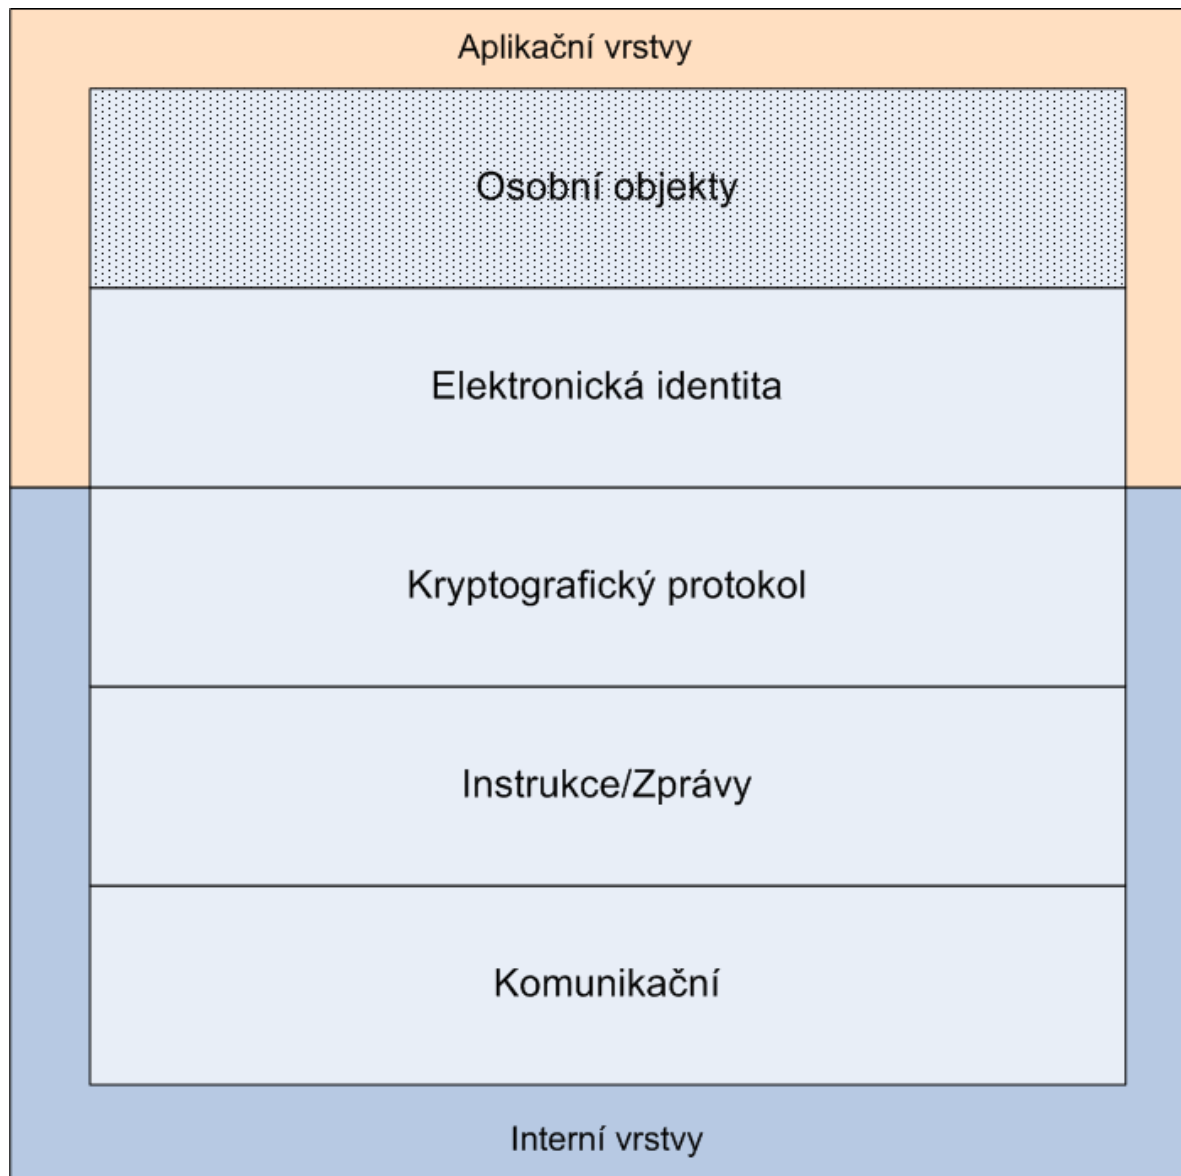 Aplikační vrstvy
Osobní objekty
Elektronická identita
Kryptografický protokol
Instrukce/Zprávy
Komunikační
Interní vrstvy